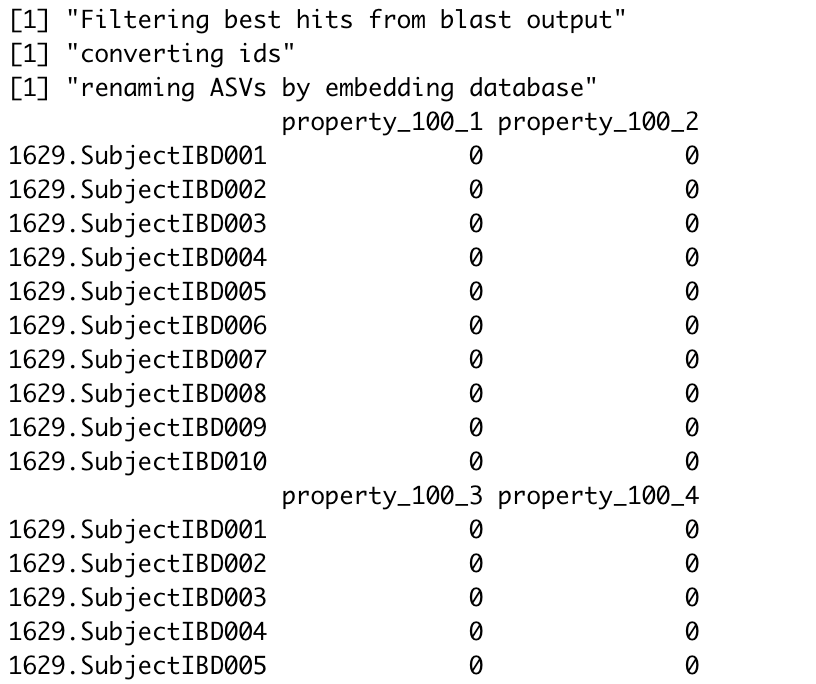 [1] "Filtering best hits from blast output"
[1] "converting ids"
[1] "renaming ASVs by embedding database"
property_100_1 property_100_2
1629.SubjectIBD001 0 0
1629.SubjectIBD002 0 0
1629.SubjectIBD003 0 0
1629.SubjectIBD004 0 0
1629.SubjectIBD005 0 0
1629.SubjectIBD006 0 0
1629.SubjectIBD007 0 0
1629.SubjectIBD008 0 0
1629.SubjectIBD009 0 0
1629.SubjectIBD010 0 0
property_100_3 property_100_4
1629.SubjectIBD001 0 0
1629.SubjectIBD002 0 0
1629.SubjectIBD003 0 0
1629.SubjectIBD004 0 0
1629.SubjectIBD005 0 0